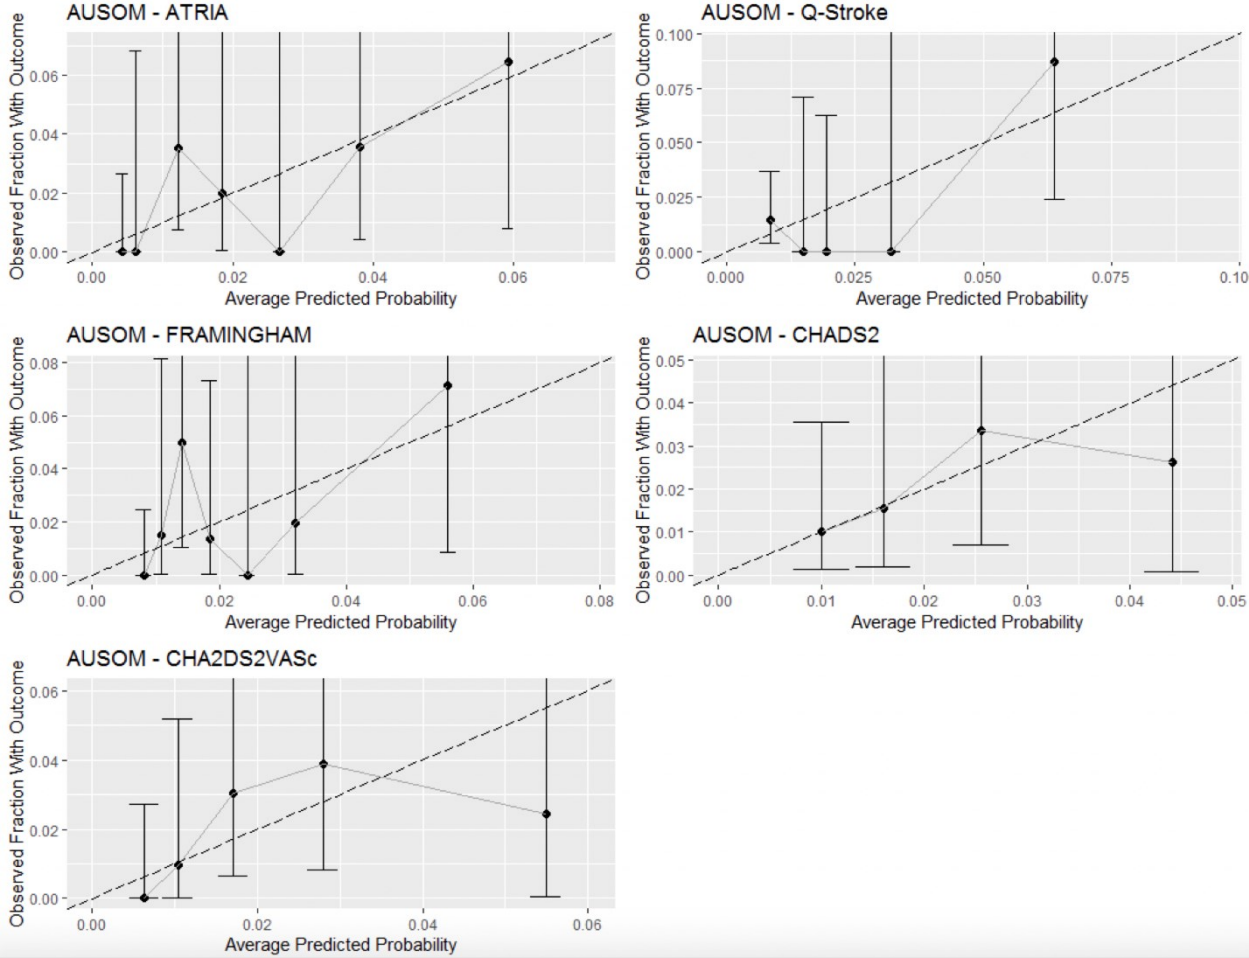 AUSOM - ATRIA
Observed Fraction With Outcome
0.06
0.04
0.02
0.00
0.00 0.02 0.04 0.06
Average Predicted Probability
AUSOM - Q-Stroke
Observed Fraction With Outcome
0.100
0.075
0.050
0.025
0.000
0.000 0.025 0.050 0.075 0.10
Average Predicted Probability
AUSOM - FRAMINGHAM
Observed Fraction With Outcome
0.08
0.06
0.04
0.02
0.00
0.00 0.02 0.04 0.06 0.08
Average Predicted Probability
AUSOM - CHADS2
Observed Fraction With Outcome
0.05
0.04
0.03
0.02
0.01
0.00
0.00 0.01 0.02 0.03 0.04 0.05
Average Predicted Probability
AUSOM - CHA2DS2VASc
Observed Fraction With Outcome
0.06
0.04
0.02
0.00
0.00 0.02 0.04 0.06
Average Predicted Probability